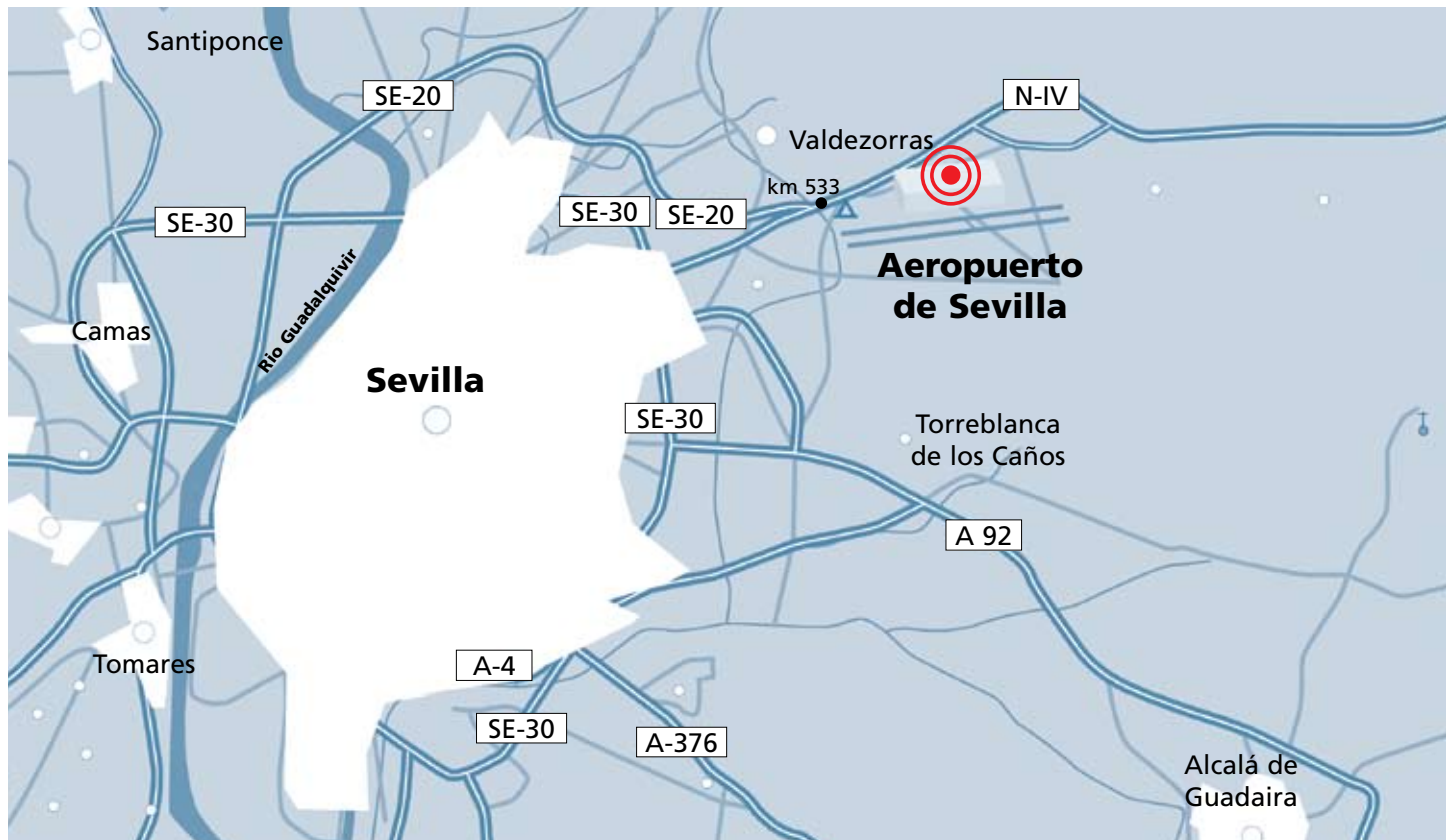 Santiponce
SE-20
N-IV
Valdezorras
km 533
SE-30
SE-30
SE-20
Rio Guadalquivir
Aeropuerto
de Sevilla
Camas
Sevilla
SE-30
Torreblanca
de los Caños
A 92
Tomares
A-4
SE-30
A-376
Alcalá de
Guadaira